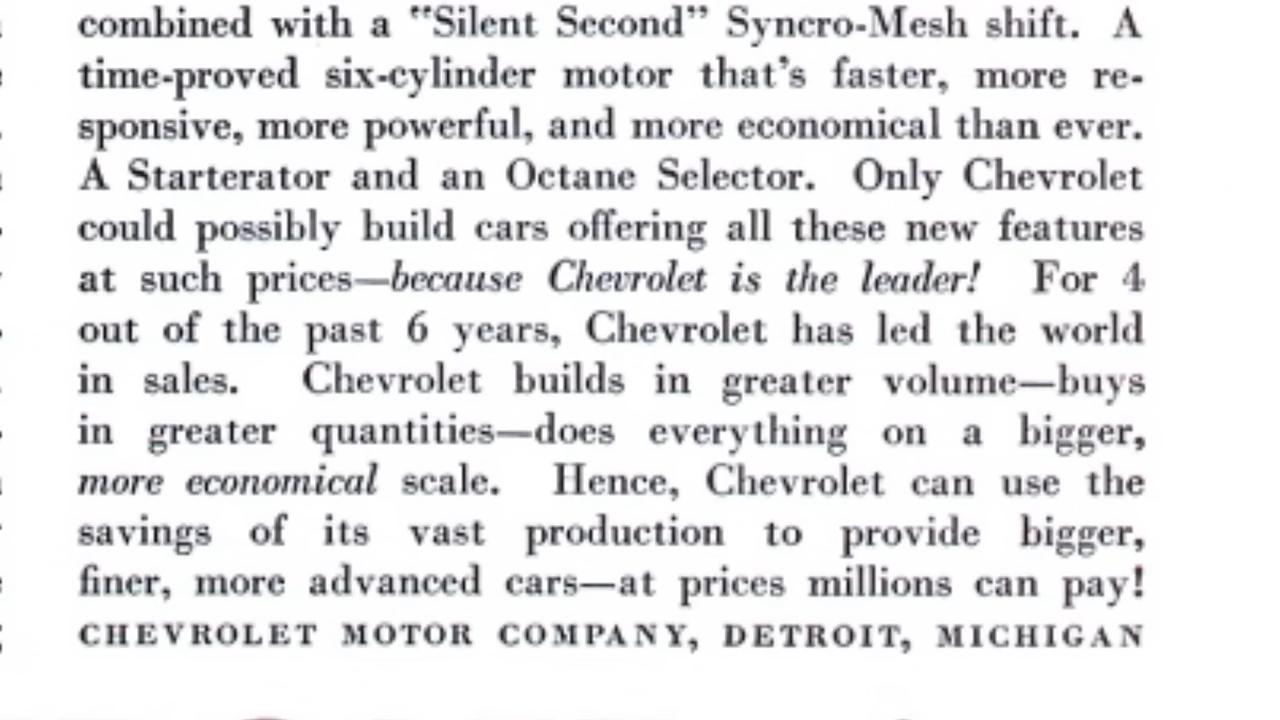 combined with a "Silent Second" Syncro-Mesh shift. A
time-proved six-cylinder motor that's faster, more re-
sponsive, more powerful, and more economical than ever.
A Starterator and an Octane Selector. Only Chevrolet
could possibly build cars offering all these new features
at such prices—because Chevrolet is the leader! For 4
out of the past 6 years, Chevrolet has led the world
in sales. Chevrolet builds in greater volume—buys
in greater quantities—does everything on a bigger,
more economical scale. Hence, Chevrolet can use the
savings of its vast production to provide bigger,
finer, more advanced cars—at prices millions can pay!
CHEVROLET MOTOR COMPANY, DETROIT, MICHIGAN